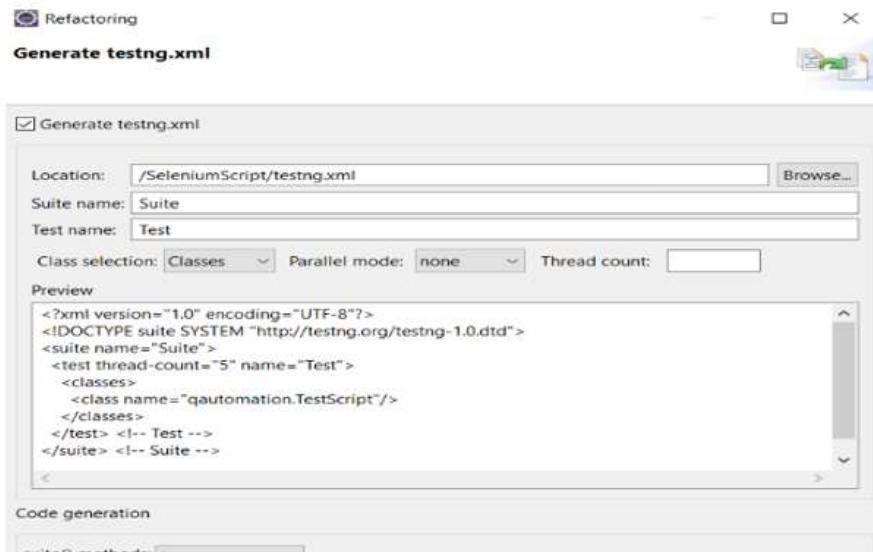 Refactoring
Generate testng.xml
Generate testng.xml
Location: /SeleniumScript/testng.xml Browse...
Suite name: Suite
Test name: Test
Class selection: Classes Parallel mode: none Thread count:
Preview
<?xml version="1.0" encoding="UTF-8"?>
<!DOCTYPE suite SYSTEM "http://testng.org/testng-1.0.dtd">
<suite name="Suite">
<test thread-count="5" name="Test">
<classes>
<class name="qautomation.TestScript"/>
</classes>
</test> <!-- Test -->
</suite> <!-- Suite -->
Code generation